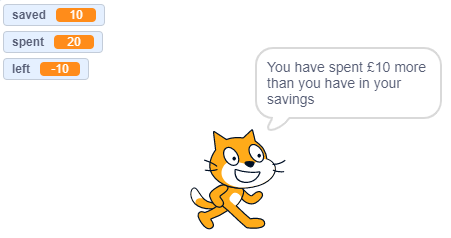 saved 10
spent 20
left -10
You have spent £10 more
than you have in your
savings